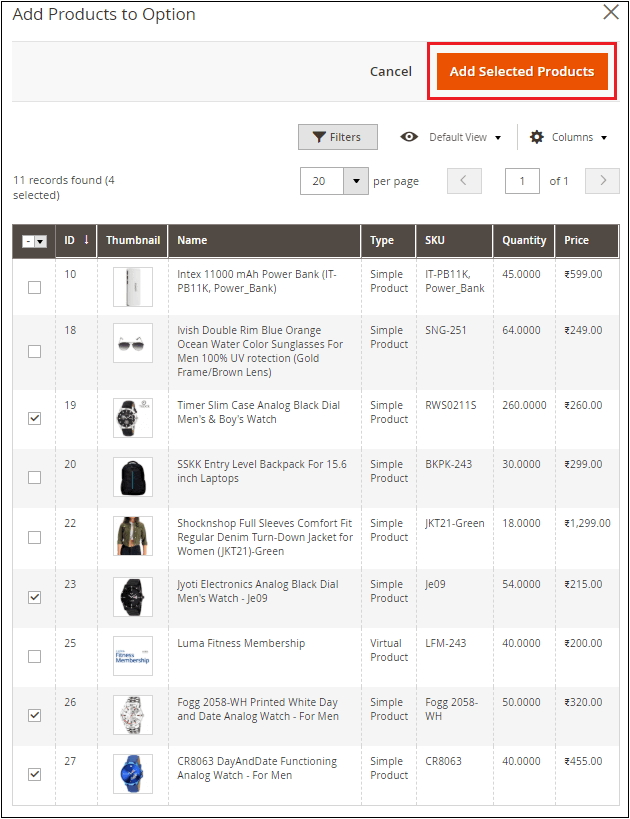 Add Products to Option
Cancel
Add Selected Products
Filters
Default View
Columns
11 records found (4
selected)
20
per page
1
of 1
-
ID ↓ Thumbnail Name Type SKU Quantity Price
10 Intex 11000 mAh Power Bank (IT- Simple IT-PB11K, 45.0000 ₹599.00
PB11K, Power_Bank) Product Power_Bank
18 Ivish Double Rim Blue Orange Simple SNG-251 64.0000 ₹249.00
Ocean Water Color Sunglasses For Product
Men 100% UV rotection (Gold
Frame/Brown Lens)
19 Timer Slim Case Analog Black Dial Simple RWS0211S 260.0000 ₹260.00
Men's & Boy's Watch Product
20 SSKK Entry Level Backpack For 15.6 Simple BKPK-243 30.0000 ₹299.00
inch Laptops Product
22 Shocknshop Full Sleeves Comfort Fit Simple JKT21-Green 18.0000 ₹1,299.00
Regular Denim Turn-Down Jacket for Product
Women (JKT21)-Green
23 Jyoti Electronics Analog Black Dial Simple Je09 54.0000 ₹215.00
Men's Watch - Je09 Product
25 Luma Fitness Membership Virtual LFM-243 40.0000 ₹200.00
Product
Fitness
Membership
26 Fogg 2058-WH Printed White Day Simple Fogg 2058- 50.0000 ₹320.00
and Date Analog Watch - For Men Product WH
27 CR8063 DayAndDate Functioning Simple CR8063 40.0000 ₹455.00
Analog Watch - For Men Product